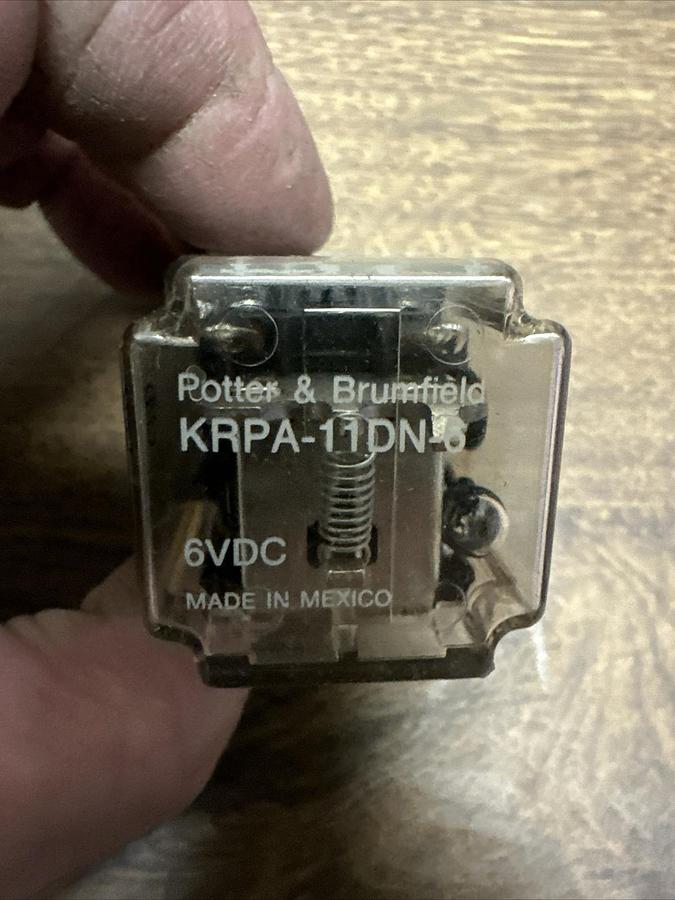 Potter & Brumfield
KRPA-11DN-6
6VDC
MADE IN MEXICO